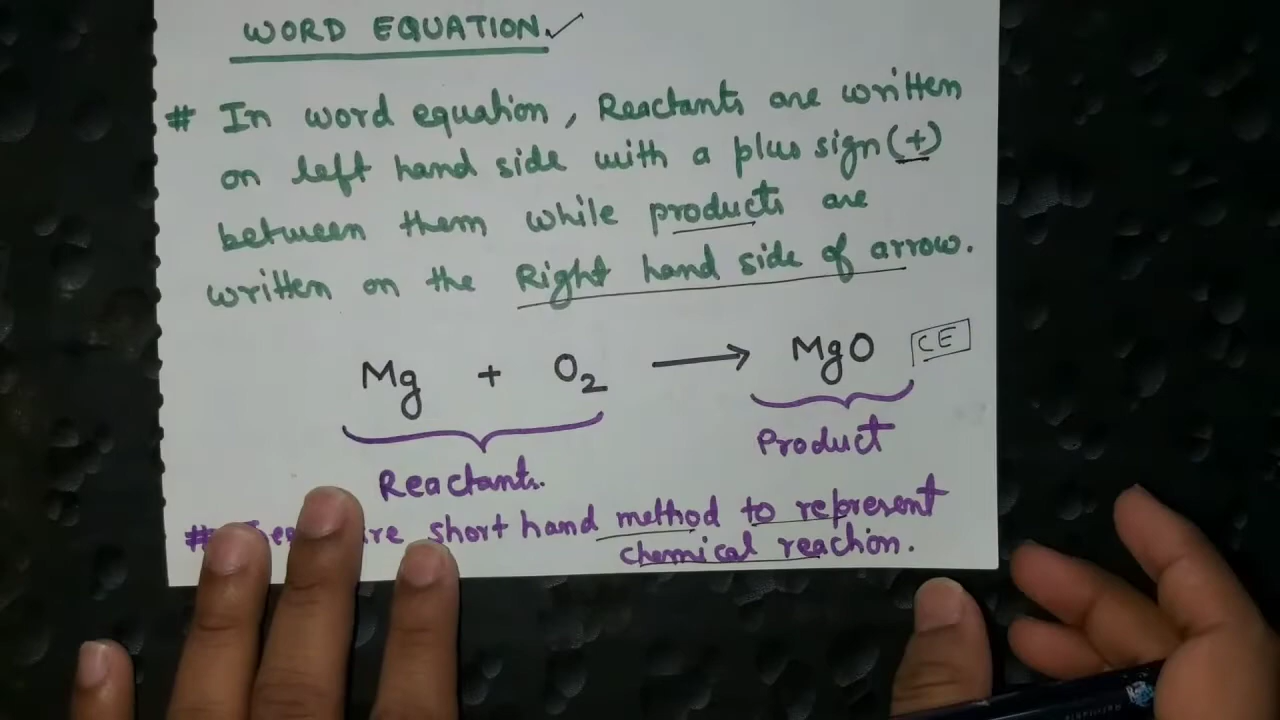 WORD EQUATION.
# In word equation, Reactants are written
on left hand side with a plus sign (+)
between them while products are
written on the Right hand side of arrow.
Mg + O₂ → MgO CE
Reactants.
Product
# are short hand method to represent
chemical reaction.